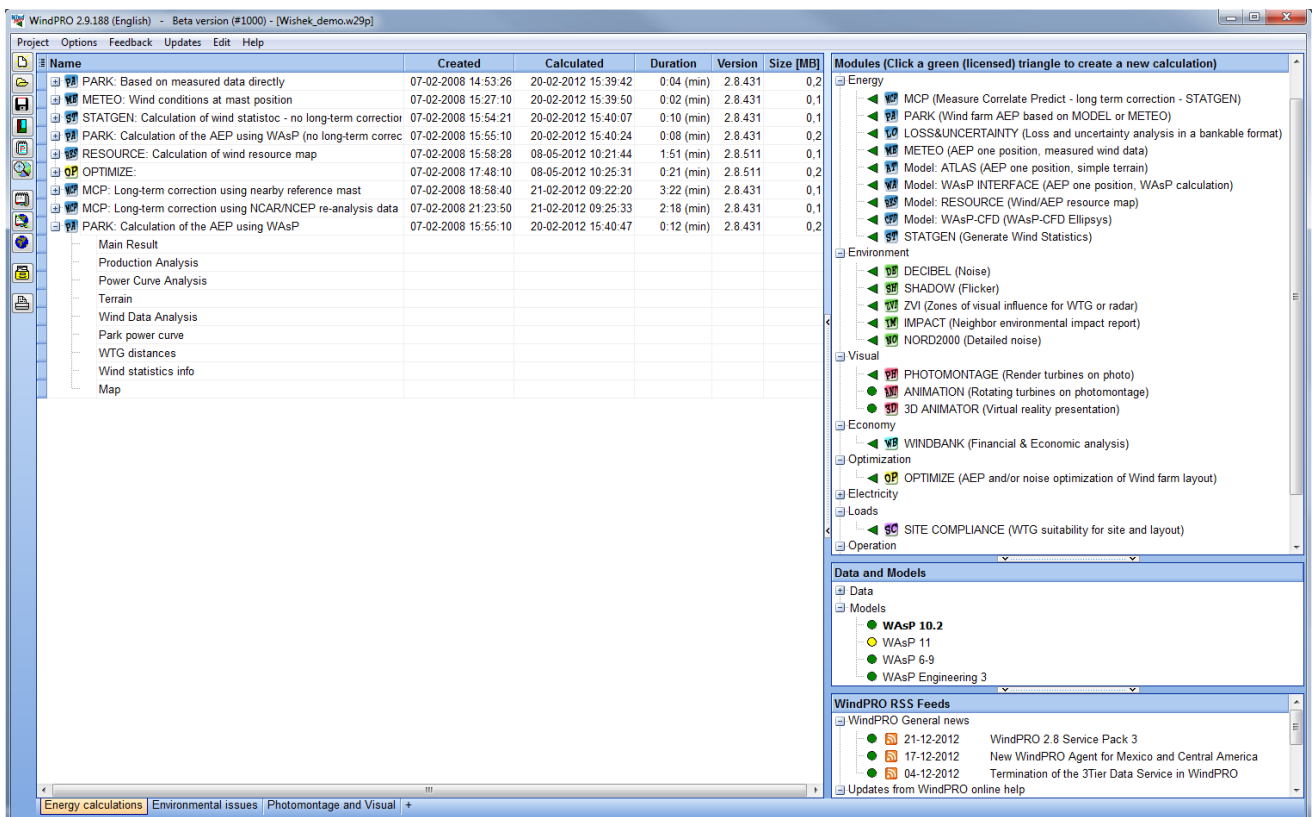 WindPRO 2.9.188 (English) - Beta version (#1000) - [Wishek_demo.w29p]
Project Options Feedback Updates Edit Help
Name Created Calculated Duration Version Size [MB]
PARK: Based on measured data directly 07-02-2008 14:53:26 20-02-2012 15:39:42 0:04 (min) 2.8.431 0,2
METEO: Wind conditions at mast position 07-02-2008 15:27:10 20-02-2012 15:39:50 0:02 (min) 2.8.431 0,1
STATGEN: Calculation of wind statistoc - no long-term correction 07-02-2008 15:54:21 20-02-2012 15:40:07 0:10 (min) 2.8.431 0,1
PARK: Calculation of the AEP using WAsP (no long-term correc 07-02-2008 15:55:10 20-02-2012 15:40:24 0:08 (min) 2.8.431 0,2
RESOURCE: Calculation of wind resource map 07-02-2008 15:58:28 08-05-2012 10:21:44 1:51 (min) 2.8.511 0,1
OPTIMIZE: 07-02-2008 17:48:10 08-05-2012 10:25:31 0:21 (min) 2.8.511 0,2
MCP: Long-term correction using nearby reference mast 07-02-2008 18:58:40 21-02-2012 09:22:20 3:22 (min) 2.8.431 0,1
MCP: Long-term correction using NCAR/NCEP re-analysis data 07-02-2008 21:23:50 21-02-2012 09:25:33 2:18 (min) 2.8.431 0,1
PARK: Calculation of the AEP using WAsP 07-02-2008 15:55:10 20-02-2012 15:40:47 0:12 (min) 2.8.431 0,2
Main Result
Production Analysis
Power Curve Analysis
Terrain
Wind Data Analysis
Park power curve
WTG distances
Wind statistics info
Map
Energy calculations Environmental issues Photomontage and Visual +
Modules (Click a green (licensed) triangle to create a new calculation)
Energy
MCP (Measure Correlate Predict - long term correction - STATGEN)
PARK (Wind farm AEP based on MODEL or METEO)
LOSS&UNCERTAINTY (Loss and uncertainty analysis in a bankable format)
METEO (AEP one position, measured wind data)
Model: ATLAS (AEP one position, simple terrain)
Model: WAsP INTERFACE (AEP one position, WAsP calculation)
Model: RESOURCE (Wind/AEP resource map)
Model: WAsP-CFD (WAsP-CFD Ellipsys)
STATGEN (Generate Wind Statistics)
Environment
DECIBEL (Noise)
SHADOW (Flicker)
ZVI (Zones of visual influence for WTG or radar)
IMPACT (Neighbor environmental impact report)
NORD2000 (Detailed noise)
Visual
PHOTOMONTAGE (Render turbines on photo)
ANIMATION (Rotating turbines on photomontage)
3D ANIMATOR (Virtual reality presentation)
Economy
WINDBANK (Financial & Economic analysis)
Optimization
OPTIMIZE (AEP and/or noise optimization of Wind farm layout)
Electricity
Loads
SITE COMPLIANCE (WTG suitability for site and layout)
Operation
Data and Models
Data
Models
WAsP 10.2
WAsP 11
WAsP 6-9
WAsP Engineering 3
WindPRO RSS Feeds
WindPRO General news
21-12-2012 WindPRO 2.8 Service Pack 3
17-12-2012 New WindPRO Agent for Mexico and Central America
04-12-2012 Termination of the 3Tier Data Service in WindPRO
Updates from WindPRO online help